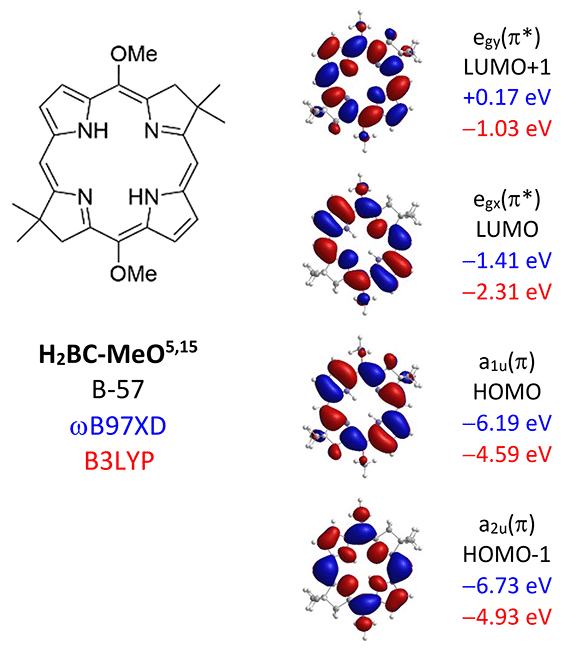 OMe
NH
N
N
HN
OMe
H₂BC-MeO⁵,¹⁵
B-57
ωB97XD
B3LYP
e_gy(π*)
LUMO+1
+0.17 eV
−1.03 eV
e_gx(π*)
LUMO
−1.41 eV
−2.31 eV
a₁ᵤ(π)
HOMO
−6.19 eV
−4.59 eV
a₂ᵤ(π)
HOMO-1
−6.73 eV
−4.93 eV